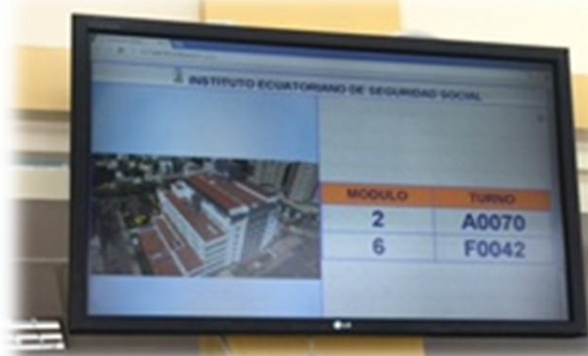 INSTITUTO ECUATORIANO DE SEGURIDAD SOCIAL
MODULO TURNO
2 A0070
6 F0042
LG